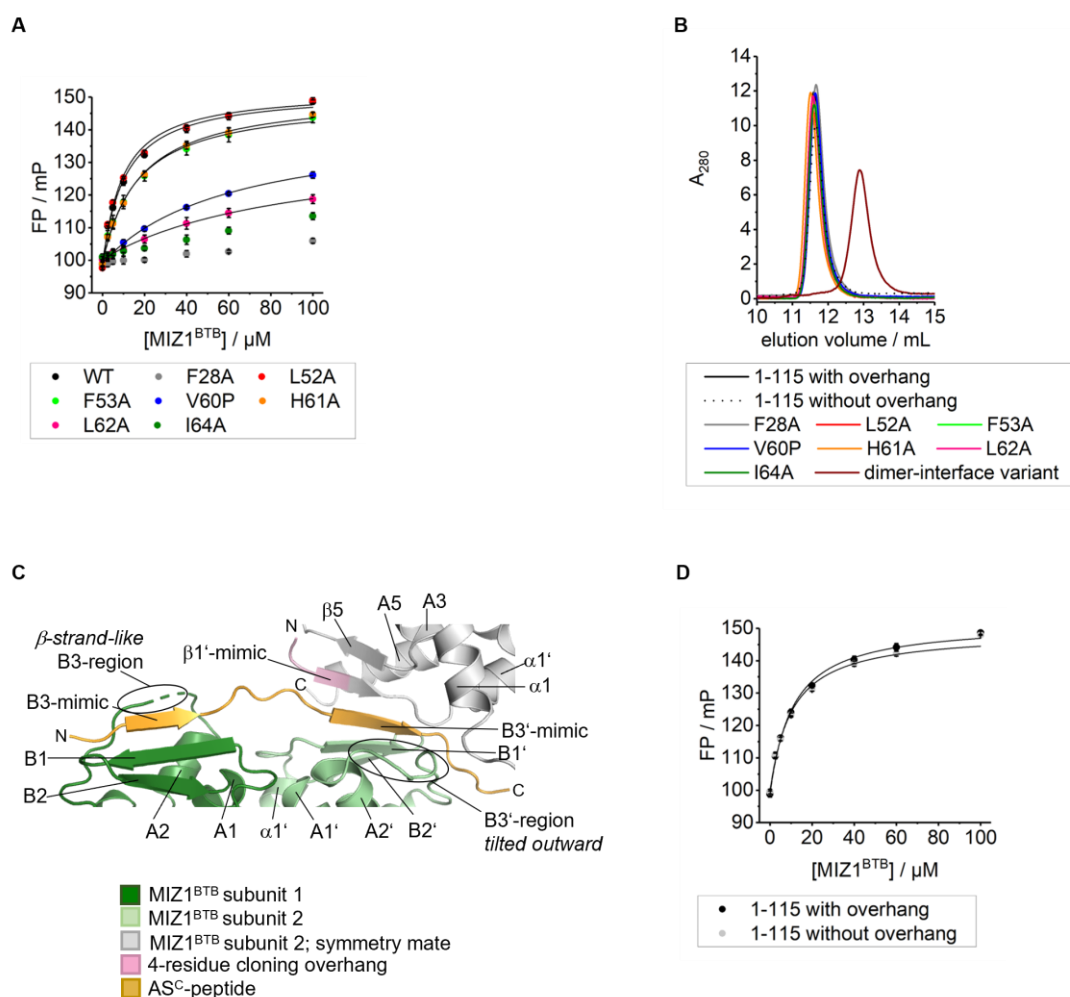 A
FP / mP
150
140
130
120
110
100
90
0 20 40 60 80 100
[MIZ1ᴮᵀᴮ] / µM
WT F28A L52A
F53A V60P H61A
L62A I64A
B
A₂₈₀
14
12
10
8
6
4
2
0
10 11 12 13 14 15
elution volume / mL
1-115 with overhang
1-115 without overhang
F28A L52A F53A
V60P H61A L62A
I64A dimer-interface variant
C
β5 A5 A3
N
β-strand-like
B3-region
β1‘-mimic
α1‘
C
α1
B3-mimic
N
B3‘-mimic
B1
B1‘
B2
C
A2 A1 α1‘ A1‘ A2‘ B2‘
B3‘-region
tilted outward
MIZ1ᴮᵀᴮ subunit 1
MIZ1ᴮᵀᴮ subunit 2
MIZ1ᴮᵀᴮ subunit 2; symmetry mate
4-residue cloning overhang
ASᶜ-peptide
D
FP / mP
150
140
130
120
110
100
90
0 20 40 60 80 100
[MIZ1ᴮᵀᴮ] / µM
1-115 with overhang
1-115 without overhang